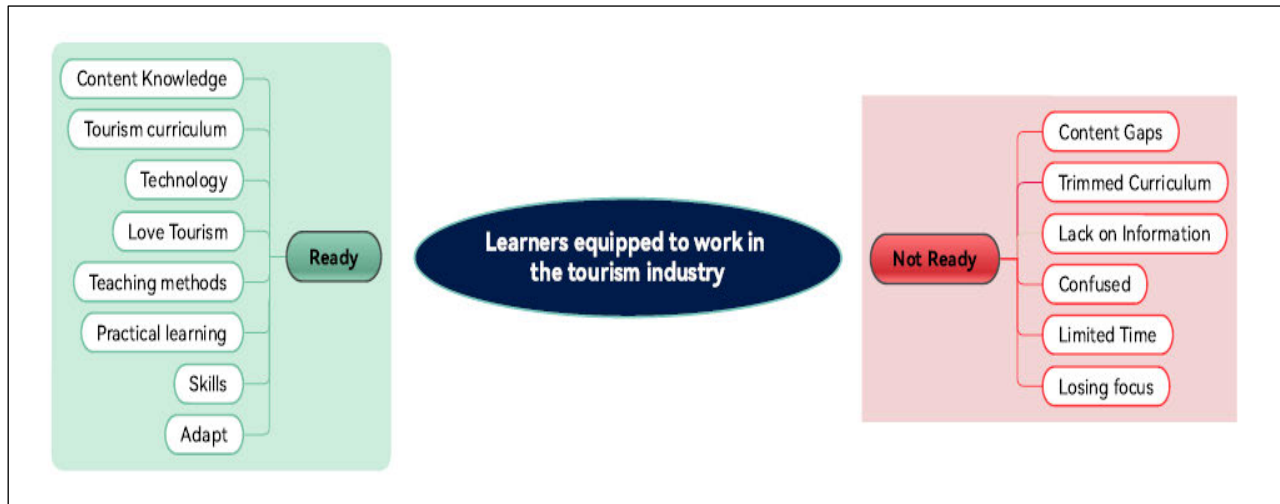 Content Knowledge
Tourism curriculum
Technology
Love Tourism
Teaching methods
Practical learning
Skills
Adapt
Ready
Learners equipped to work in
the tourism industry
Not Ready
Content Gaps
Trimmed Curriculum
Lack on Information
Confused
Limited Time
Losing focus